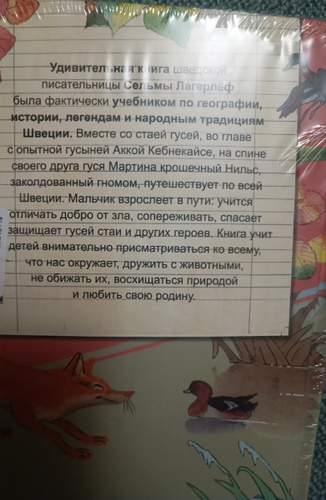 Удивительная книга шведской
писательницы Сельмы Лагерлёф
была фактически учебником по географии,
истории, легендам и народным традициям
Швеции. Вместо со стаей гусей, во главе
с опытной гусыней Аккой Кебнекайсе, на спине
своего друга гуся Мартина крошечный Нильс,
заколдованный гномом, путешествует по всей
Швеции. Мальчик взрослеет в пути: учится
отличать добро от зла, сопереживать, спасает
и защищает гусей стаи и других героев. Книга учит
детей внимательно присматриваться ко всему,
что нас окружает, дружить с животными,
не обижать их, восхищаться природой
и любить свою родину.